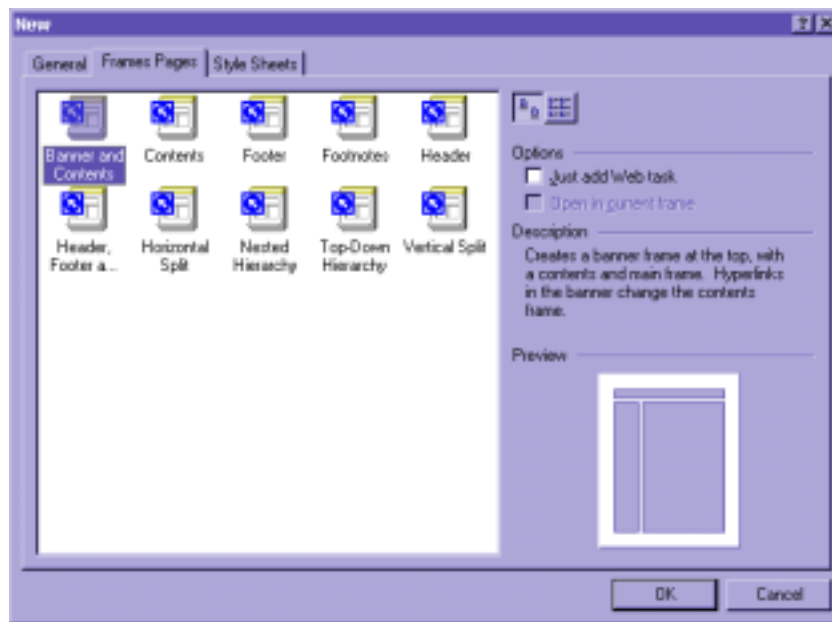 New
General
Frames Pages
Style Sheets
Banner and
Contents
Contents
Footer
Footnotes
Header
Header,
Footer a...
Horizontal
Split
Nested
Hierarchy
Top-Down
Hierarchy
Vertical Split
Options
Just add Web task
Open in current frame
Description
Creates a banner frame at the top, with
a contents and main frame. Hyperlinks
in the banner change the contents
frame.
Preview
OK
Cancel